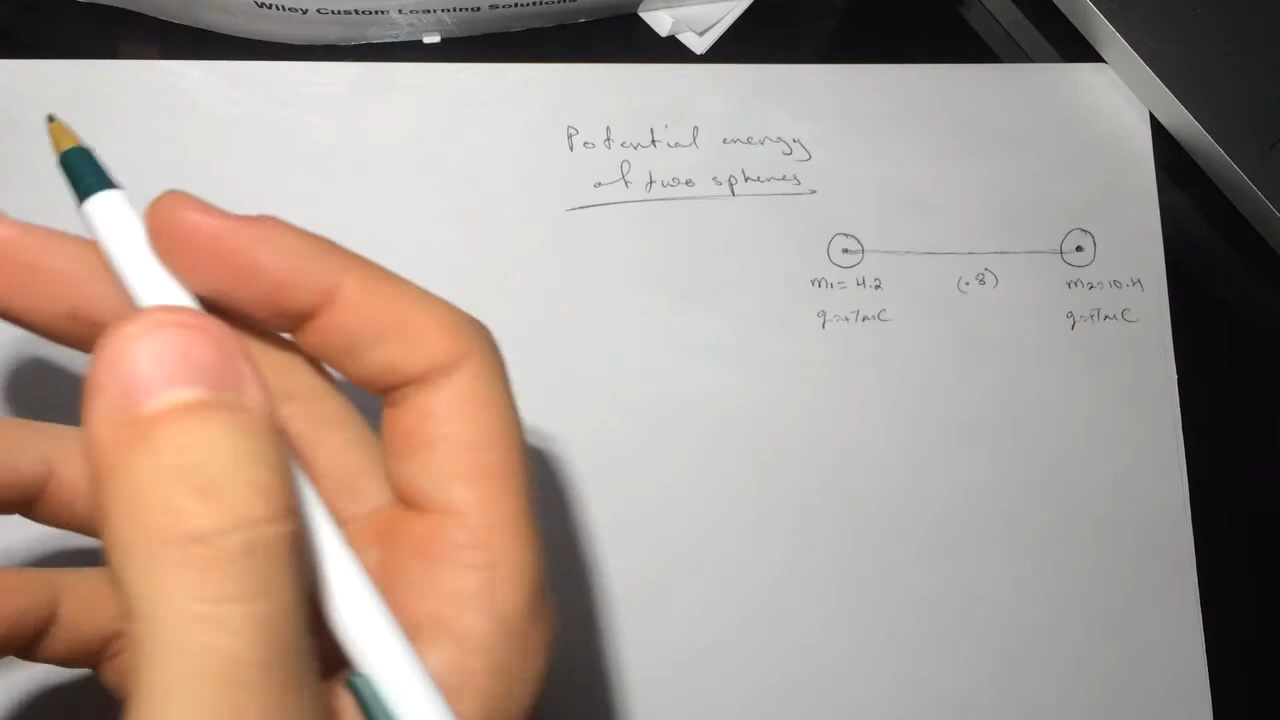 Wiley Custom Learning Solutions
Potential energy
of two spheres
m1 = 4.2
(.8)
m2=10.4
q=+7mC
q=+7mC